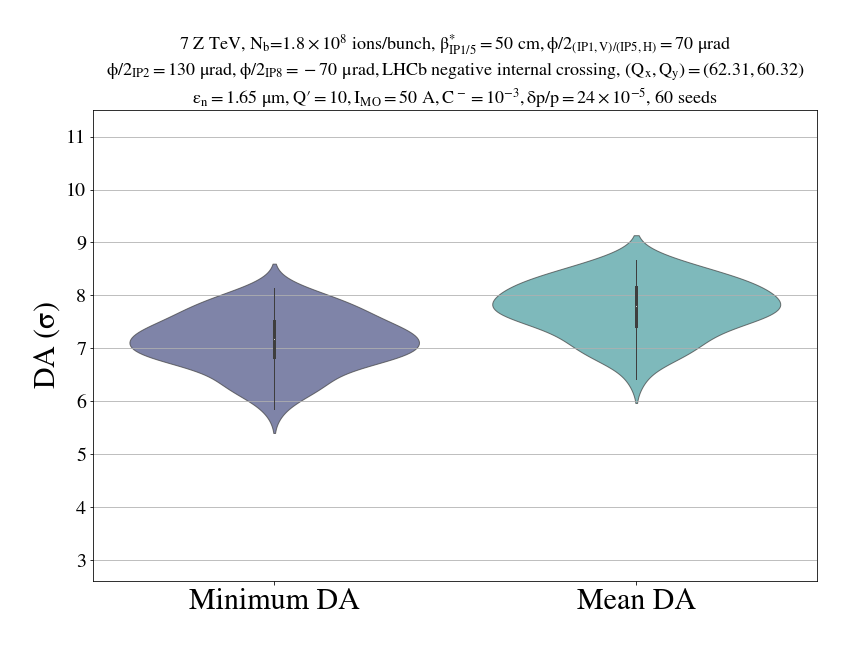 7 Z TeV, N_b=1.8 × 10^8 ions/bunch, β*_IP1/5 = 50 cm, ϕ/2_(IP1,V)/(IP5,H) = 70 μrad
ϕ/2_IP2 = 130 μrad, ϕ/2_IP8 = −70 μrad, LHCb negative internal crossing, (Q_x, Q_y) = (62.31, 60.32)
ε_n = 1.65 μm, Q′ = 10, I_MO = 50 A, C^− = 10^−3, δp/p = 24 × 10^−5, 60 seeds
11
10
9
8
7
6
5
4
3
DA (σ)
Minimum DA
Mean DA